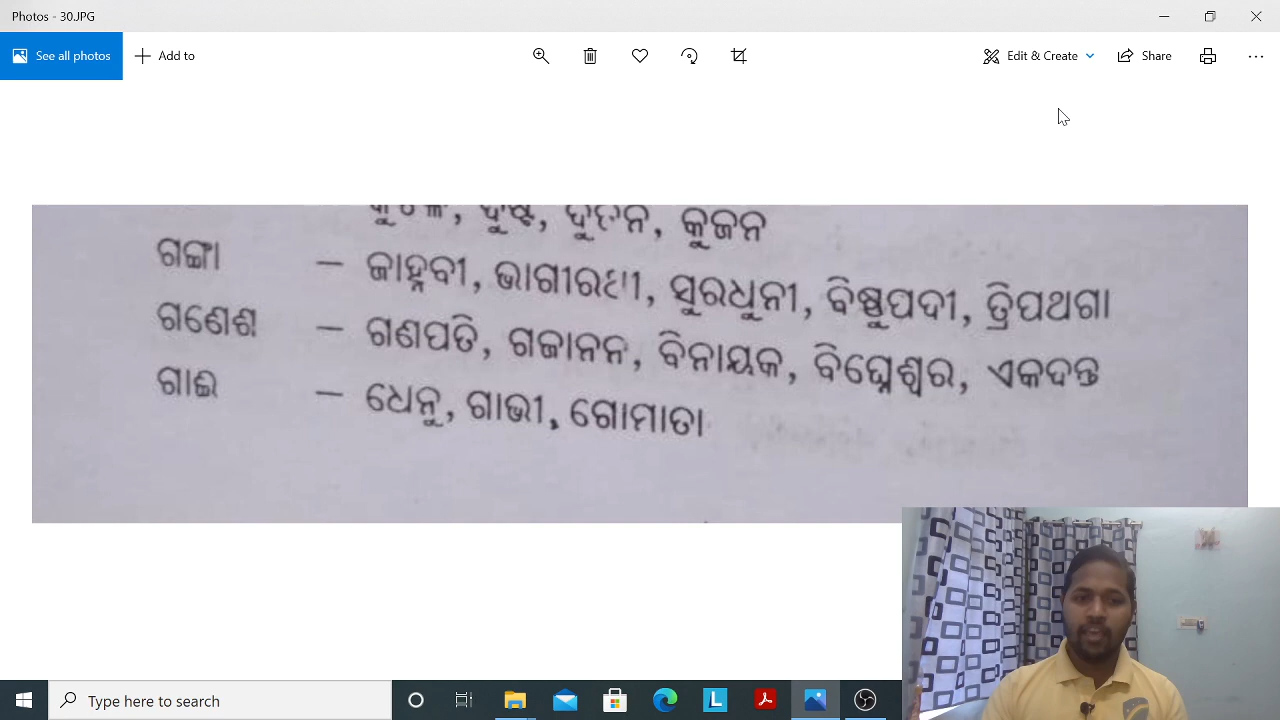 Photos - 30.JPG
See all photos
Add to
Edit & Create
Share
କୁଜନ
ଗଙ୍ଗା – ଜାହ୍ନବୀ, ଭାଗୀରଥୀ, ସୁରଧୁନୀ, ବିଷ୍ଣୁପଦୀ, ତ୍ରିପଥଗା
ଗଣେଶ – ଗଣପତି, ଗଜାନନ, ବିନାୟକ, ବିଘ୍ନେଶ୍ୱର, ଏକଦନ୍ତ
ଗାଈ – ଧେନୁ, ଗାଭୀ, ଗୋମାତା
Type here to search